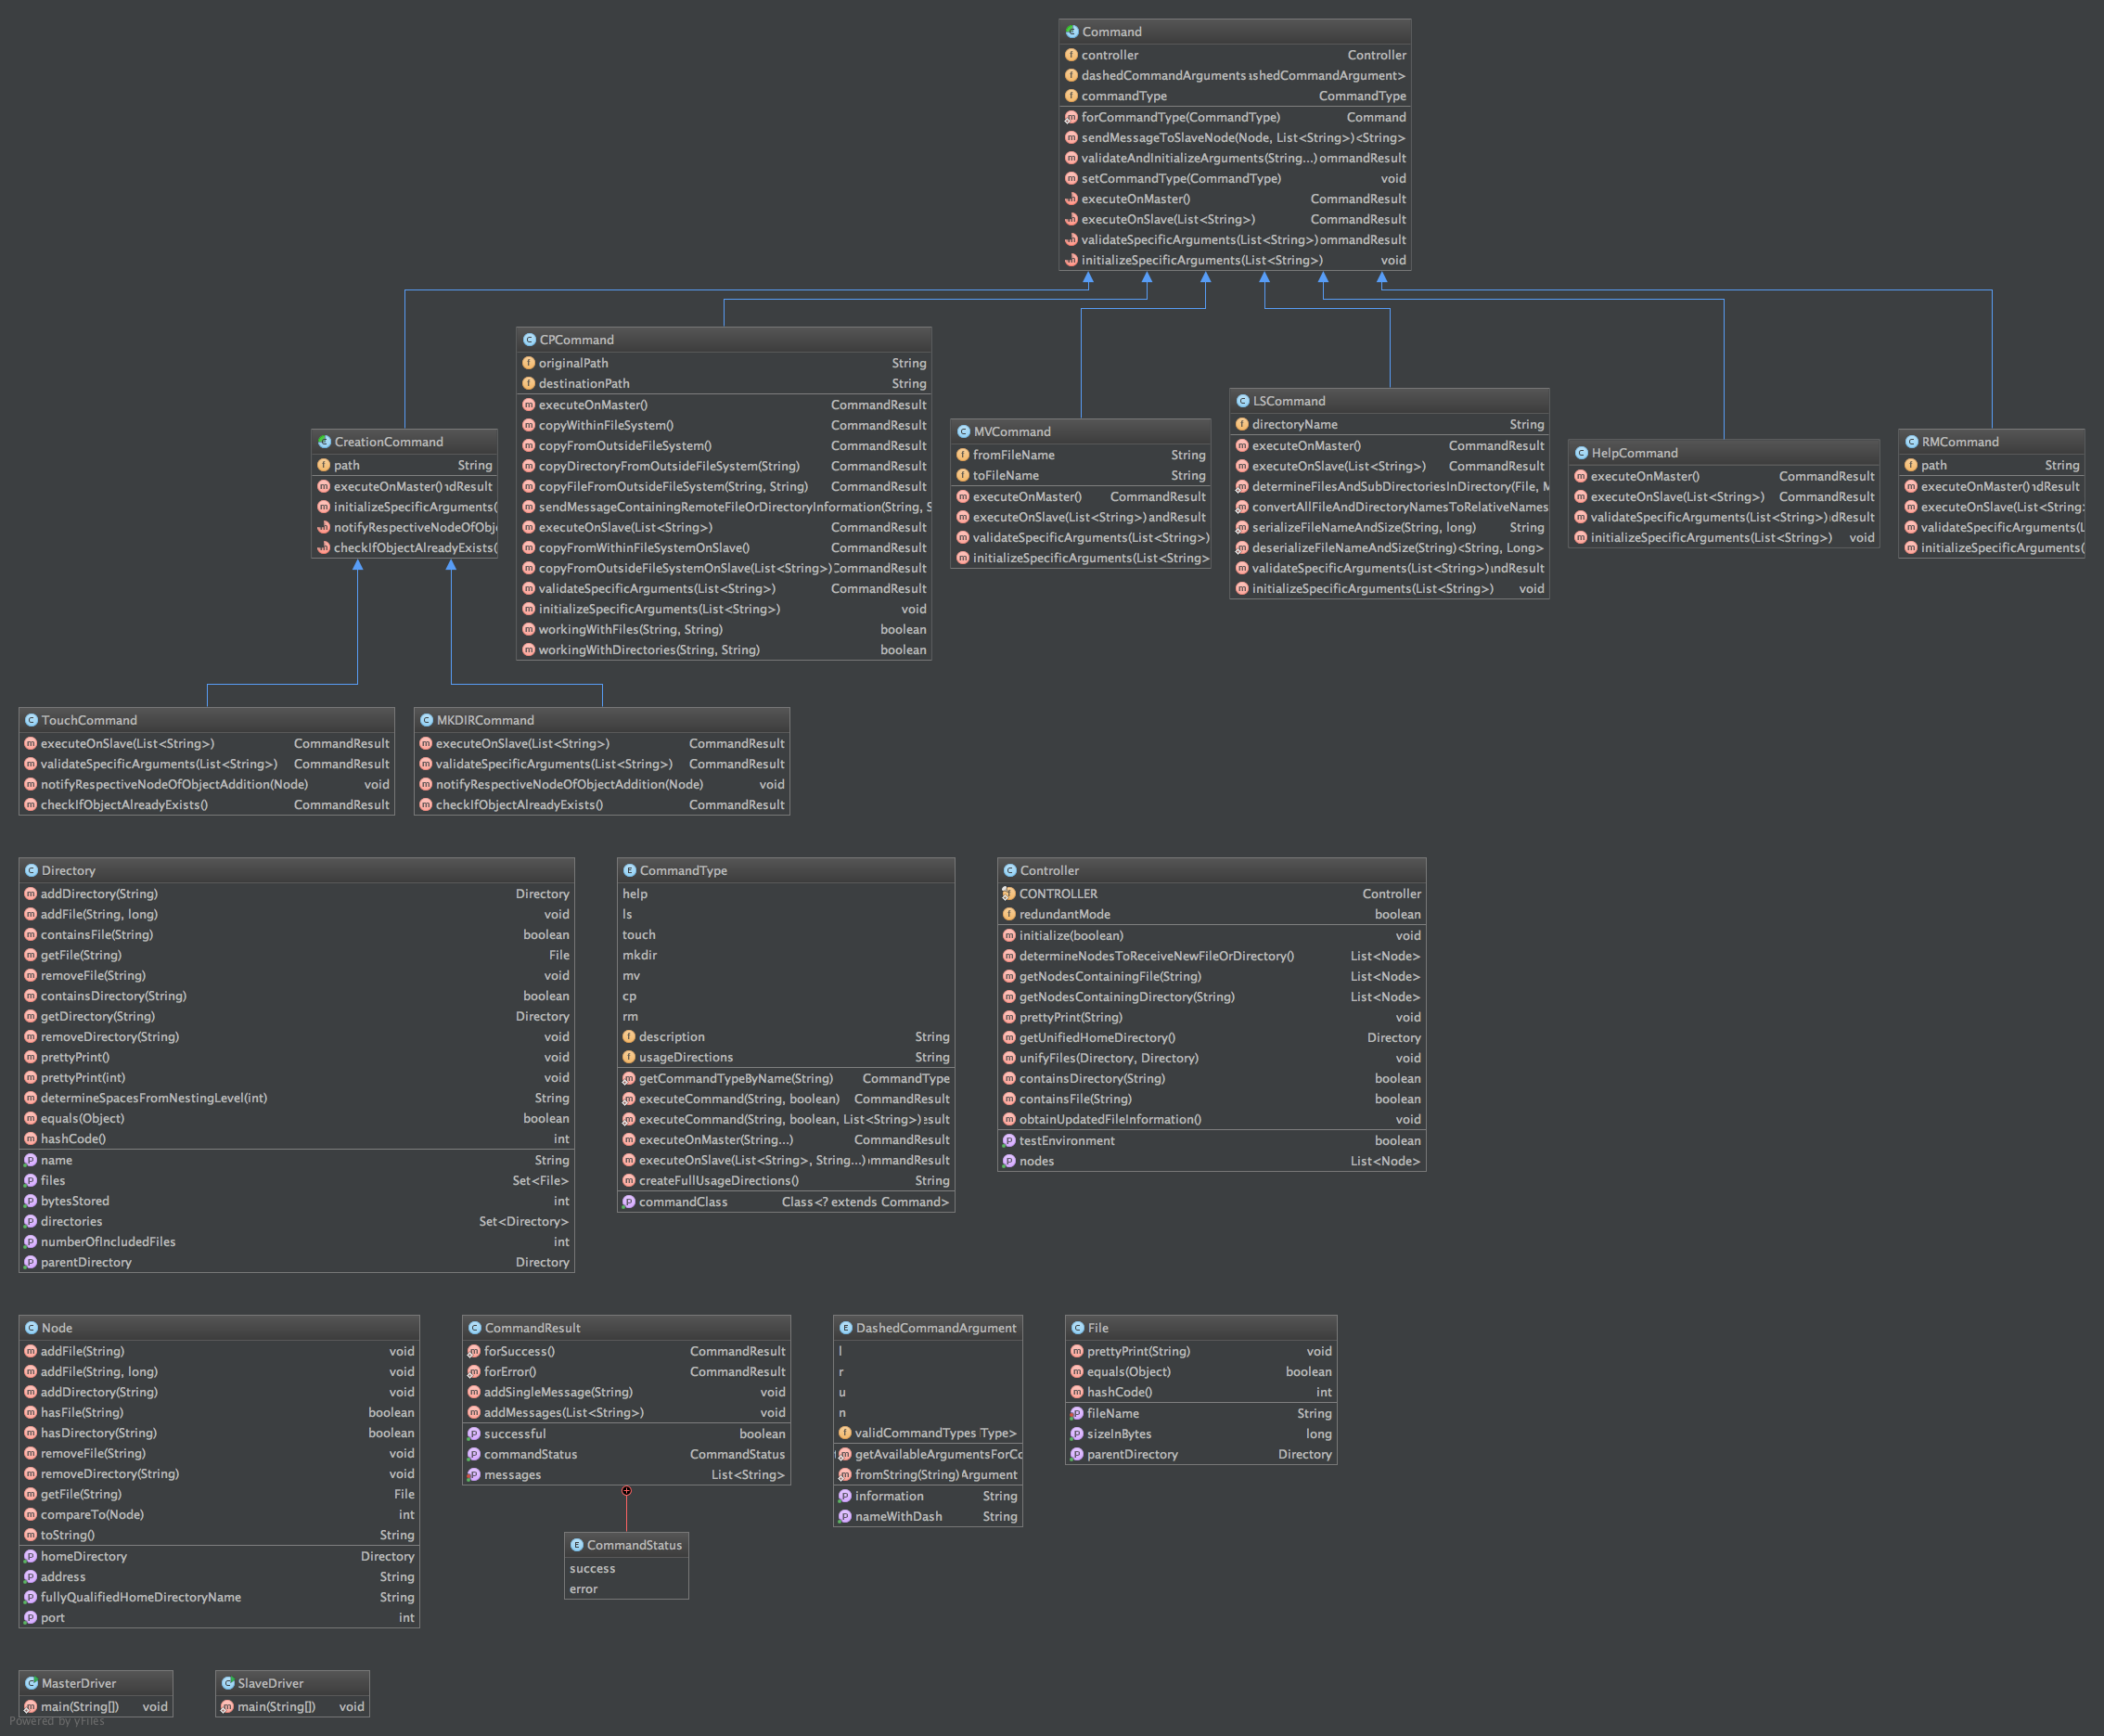 Command
controller Controller
dashedCommandArguments shedCommandArgument>
commandType CommandType
forCommandType(CommandType) Command
sendMessageToSlaveNode(Node, List<String>) <String>
validateAndInitializeArguments(String...) ommandResult
setCommandType(CommandType) void
executeOnMaster() CommandResult
executeOnSlave(List<String>) CommandResult
validateSpecificArguments(List<String>) ommandResult
initializeSpecificArguments(List<String>) void
CreationCommand
path String
executeOnMaster() ndResult
initializeSpecificArguments(
notifyRespectiveNodeOfObje
checkIfObjectAlreadyExists(
CPCommand
originalPath String
destinationPath String
executeOnMaster() CommandResult
copyWithinFileSystem() CommandResult
copyFromOutsideFileSystem() CommandResult
copyDirectoryFromOutsideFileSystem(String) CommandResult
copyFileFromOutsideFileSystem(String, String) CommandResult
sendMessageContainingRemoteFileOrDirectoryInformation(String, S
executeOnSlave(List<String>) CommandResult
copyFromWithinFileSystemOnSlave() CommandResult
copyFromOutsideFileSystemOnSlave(List<String>) CommandResult
validateSpecificArguments(List<String>) CommandResult
initializeSpecificArguments(List<String>) void
workingWithFiles(String, String) boolean
workingWithDirectories(String, String) boolean
MVCommand
fromFileName String
toFileName String
executeOnMaster() CommandResult
executeOnSlave(List<String>) andResult
validateSpecificArguments(List<String>)
initializeSpecificArguments(List<String>
LSCommand
directoryName String
executeOnMaster() CommandResult
executeOnSlave(List<String>) CommandResult
determineFilesAndSubDirectoriesInDirectory(File, M
convertAllFileAndDirectoryNamesToRelativeNames
serializeFileNameAndSize(String, long) String
deserializeFileNameAndSize(String) <String, Long>
validateSpecificArguments(List<String>) ndResult
initializeSpecificArguments(List<String>) void
HelpCommand
executeOnMaster() CommandResult
executeOnSlave(List<String>) CommandResult
validateSpecificArguments(List<String>) dResult
initializeSpecificArguments(List<String>) void
RMCommand
path String
executeOnMaster() ndResult
executeOnSlave(List<String>
validateSpecificArguments(L
initializeSpecificArguments(
TouchCommand
executeOnSlave(List<String>) CommandResult
validateSpecificArguments(List<String>) CommandResult
notifyRespectiveNodeOfObjectAddition(Node) void
checkIfObjectAlreadyExists() CommandResult
MKDIRCommand
executeOnSlave(List<String>) CommandResult
validateSpecificArguments(List<String>) CommandResult
notifyRespectiveNodeOfObjectAddition(Node) void
checkIfObjectAlreadyExists() CommandResult
Directory
addDirectory(String) Directory
addFile(String, long) void
containsFile(String) boolean
getFile(String) File
removeFile(String) void
containsDirectory(String) boolean
getDirectory(String) Directory
removeDirectory(String) void
prettyPrint() void
prettyPrint(int) void
determineSpacesFromNestingLevel(int) String
equals(Object) boolean
hashCode() int
name String
files Set<File>
bytesStored int
directories Set<Directory>
numberOfIncludedFiles int
parentDirectory Directory
CommandType
help
ls
touch
mkdir
mv
cp
rm
description String
usageDirections String
getCommandTypeByName(String) CommandType
executeCommand(String, boolean) CommandResult
executeCommand(String, boolean, List<String>) esult
executeOnMaster(String...) CommandResult
executeOnSlave(List<String>, String...) mmandResult
createFullUsageDirections() String
commandClass Class<? extends Command>
Controller
CONTROLLER Controller
redundantMode boolean
initialize(boolean) void
determineNodesToReceiveNewFileOrDirectory() List<Node>
getNodesContainingFile(String) List<Node>
getNodesContainingDirectory(String) List<Node>
prettyPrint(String) void
getUnifiedHomeDirectory() Directory
unifyFiles(Directory, Directory) void
containsDirectory(String) boolean
containsFile(String) boolean
obtainUpdatedFileInformation() void
testEnvironment boolean
nodes List<Node>
Node
addFile(String) void
addFile(String, long) void
addDirectory(String) void
hasFile(String) boolean
hasDirectory(String) boolean
removeFile(String) void
removeDirectory(String) void
getFile(String) File
compareTo(Node) int
toString() String
homeDirectory Directory
address String
fullyQualifiedHomeDirectoryName String
port int
CommandResult
forSuccess() CommandResult
forError() CommandResult
addSingleMessage(String) void
addMessages(List<String>) void
successful boolean
commandStatus CommandStatus
messages List<String>
CommandStatus
success
error
DashedCommandArgument
l
r
u
n
validCommandTypes Type>
getAvailableArgumentsForCo
fromString(String) Argument
information String
nameWithDash String
File
prettyPrint(String) void
equals(Object) boolean
hashCode() int
fileName String
sizeInBytes long
parentDirectory Directory
MasterDriver
main(String[]) void
SlaveDriver
main(String[]) void
Powered by yFiles